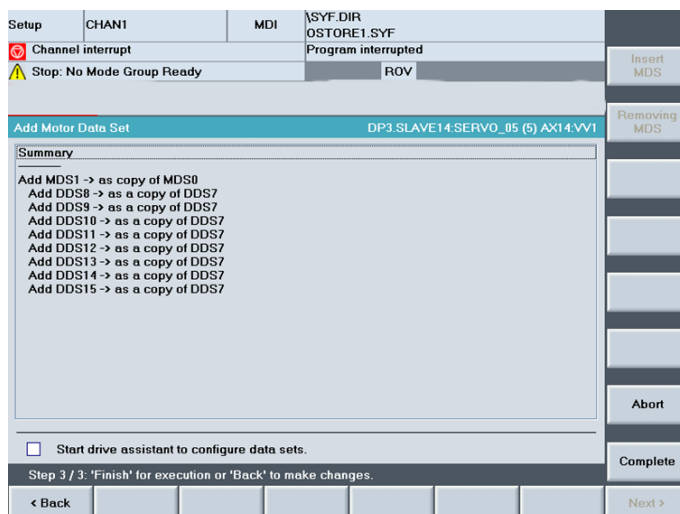 Setup
CHAN1
MDI
\SYF.DIR
OSTORE1.SYF
Channel interrupt
Program interrupted
Stop: No Mode Group Ready
ROV
Insert
MDS
Removing
MDS
Add Motor Data Set
DP3.SLAVE14:SERVO_05 (5) AX14:VV1
Summary
Add MDS1 -> as copy of MDS0
Add DDS8 -> as a copy of DDS7
Add DDS9 -> as a copy of DDS7
Add DDS10 -> as a copy of DDS7
Add DDS11 -> as a copy of DDS7
Add DDS12 -> as a copy of DDS7
Add DDS13 -> as a copy of DDS7
Add DDS14 -> as a copy of DDS7
Add DDS15 -> as a copy of DDS7
Abort
Start drive assistant to configure data sets.
Complete
Step 3 / 3: 'Finish' for execution or 'Back' to make changes.
< Back
Next >